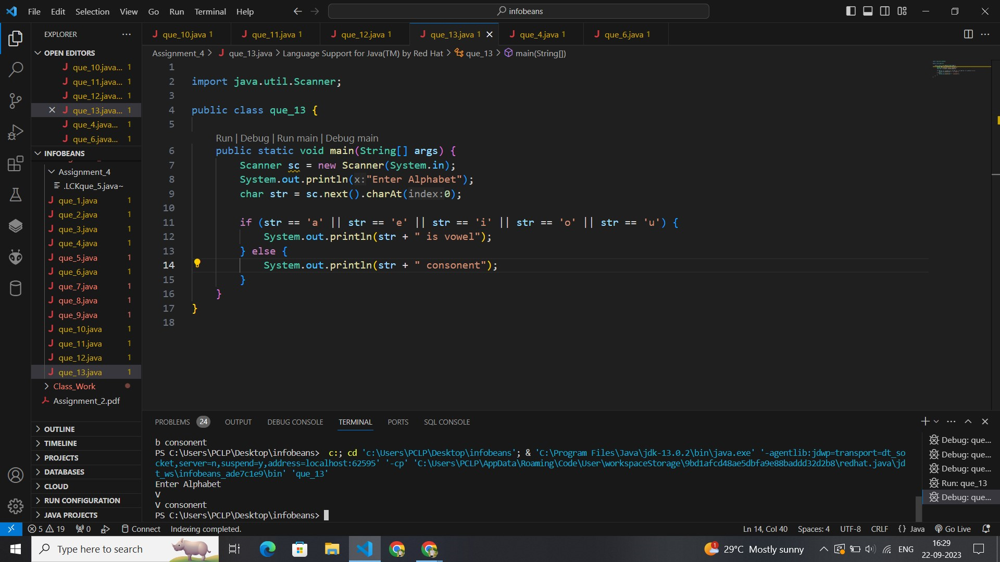 File Edit Selection View Go Run Terminal Help
infobeans
EXPLORER
OPEN EDITORS
que_10.java... 1
que_11.java... 1
que_12.java... 1
que_13.java... 1
que_4.java... 1
que_6.java... 1
INFOBEANS
Assignment_4
.LCKque_5.java~
que_1.java 1
que_2.java 1
que_3.java 1
que_4.java 1
que_5.java 1
que_6.java 1
que_7.java 1
que_8.java 1
que_9.java 1
que_10.java 1
que_11.java 1
que_12.java 1
que_13.java 1
Class_Work
Assignment_2.pdf
OUTLINE
TIMELINE
PROJECTS
DATABASES
CLOUD
RUN CONFIGURATION
JAVA PROJECTS
que_10.java 1 que_11.java 1 que_12.java 1 que_13.java 1 que_4.java 1 que_6.java 1
Assignment_4 > que_13.java > Language Support for Java(TM) by Red Hat > que_13 > main(String[])
1
2 import java.util.Scanner;
3
4 public class que_13 {
5
Run | Debug | Run main | Debug main
6 public static void main(String[] args) {
7 Scanner sc = new Scanner(System.in);
8 System.out.println(x:"Enter Alphabet");
9 char str = sc.next().charAt(index:0);
10
11 if (str == 'a' || str == 'e' || str == 'i' || str == 'o' || str == 'u') {
12 System.out.println(str + " is vowel");
13 } else {
14 System.out.println(str + " consonent");
15 }
16 }
17 }
18
PROBLEMS 24 OUTPUT DEBUG CONSOLE TERMINAL PORTS SQL CONSOLE
b consonent
PS C:\Users\PCLP\Desktop\infobeans>  c:; cd 'c:\Users\PCLP\Desktop\infobeans'; & 'C:\Program Files\Java\jdk-13.0.2\bin\java.exe' '-agentlib:jdwp=transport=dt_so
cket,server=n,suspend=y,address=localhost:62595' '-cp' 'C:\Users\PCLP\AppData\Roaming\Code\User\workspaceStorage\9bd1afcd48ae5dbfa9e88baddd32d2b8\redhat.java\jd
t_ws\infobeans_ade7c1e9\bin' 'que_13'
Enter Alphabet
V
V consonent
PS C:\Users\PCLP\Desktop\infobeans>
Debug: que...
Debug: que...
Debug: que...
Run: que_13
Debug: que...
5 19 0 Connect Indexing completed. Ln 14, Col 40 Spaces: 4 UTF-8 CRLF {} Java Go Live
Type here to search
1 29°C Mostly sunny ENG
16:29
22-09-2023